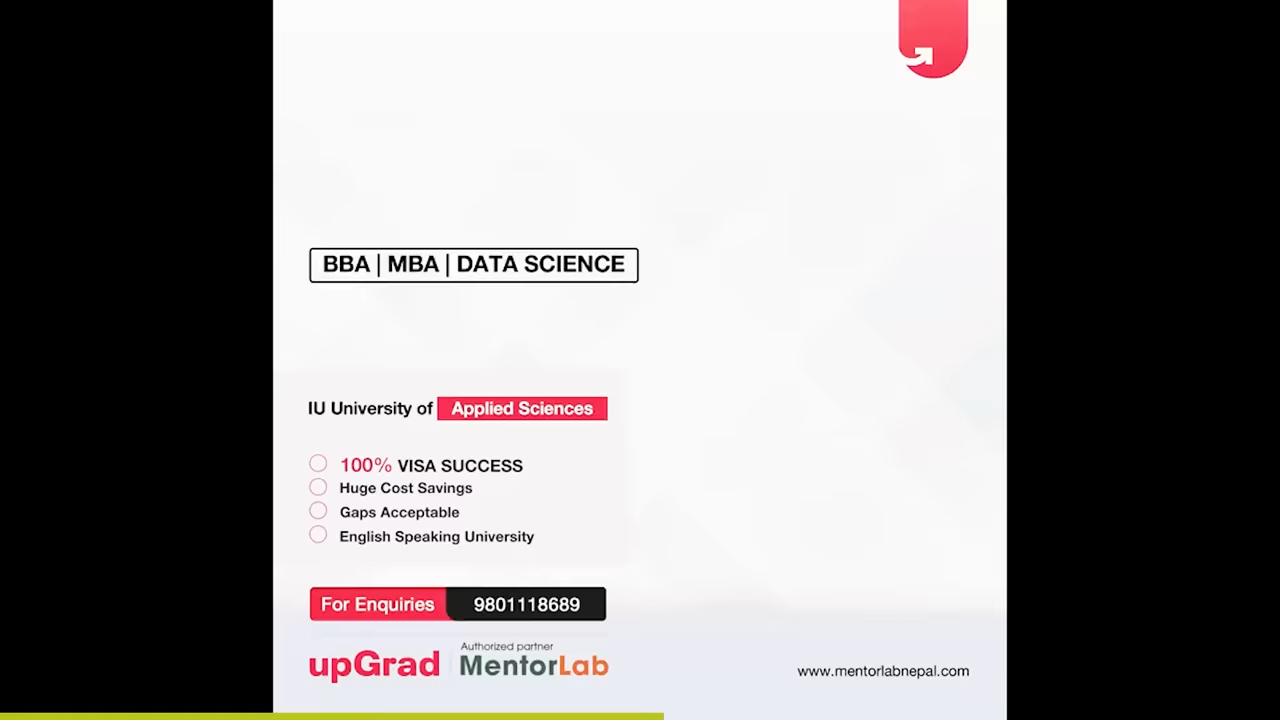 BBA | MBA | DATA SCIENCE
IU University of Applied Sciences
100% VISA SUCCESS
Huge Cost Savings
Gaps Acceptable
English Speaking University
For Enquiries 9801118689
Authorized partner
upGrad MentorLab
www.mentorlabnepal.com